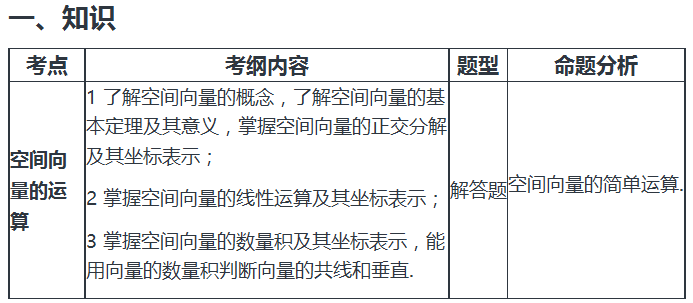 一、知识
考点 考纲内容 题型 命题分析
空间向
量的运
算
1 了解空间向量的概念，了解空间向量的基
本定理及其意义，掌握空间向量的正交分解
及其坐标表示；
2 掌握空间向量的线性运算及其坐标表示；
3 掌握空间向量的数量积及其坐标表示，能
用向量的数量积判断向量的共线和垂直.
解答题
空间向量的简单运算.